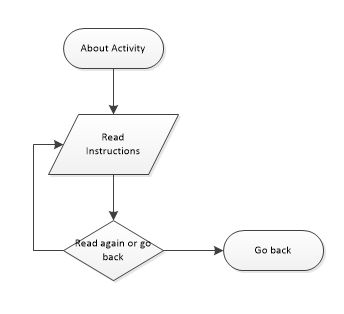 About Activity
Read
Instructions
Read again or go
back
Go back